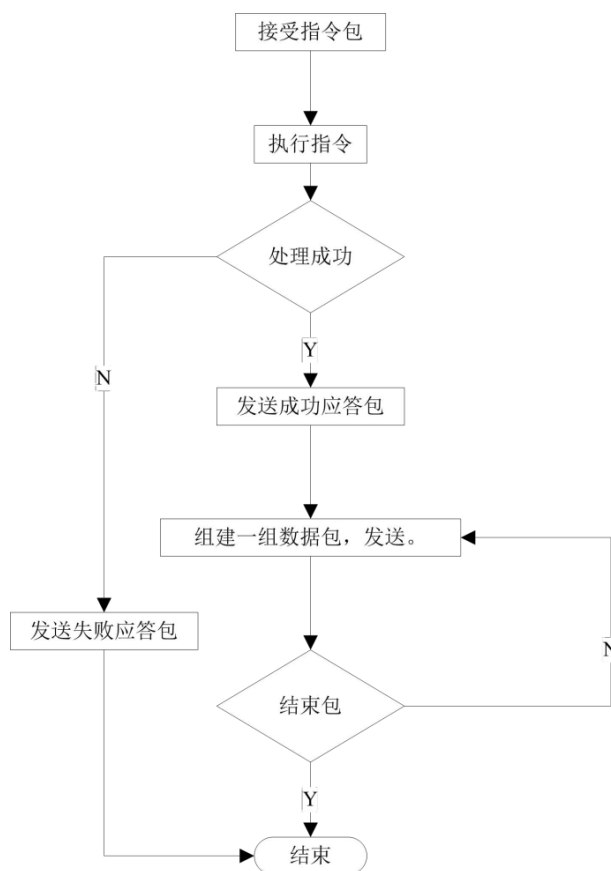 接受指令包
执行指令
处理成功
Y
N
发送成功应答包
组建一组数据包，发送。
发送失败应答包
N
结束包
Y
结束